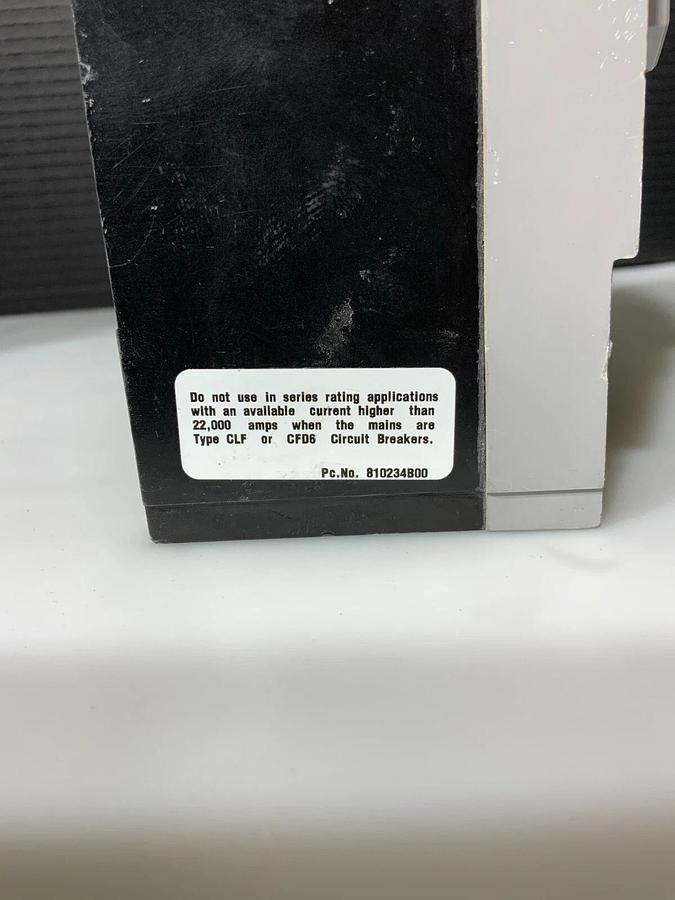 Do not use in series rating applications
with an available current higher than
22,000 amps when the mains are
Type CLF or CFD6 Circuit Breakers.
Pc.No. 810234B00